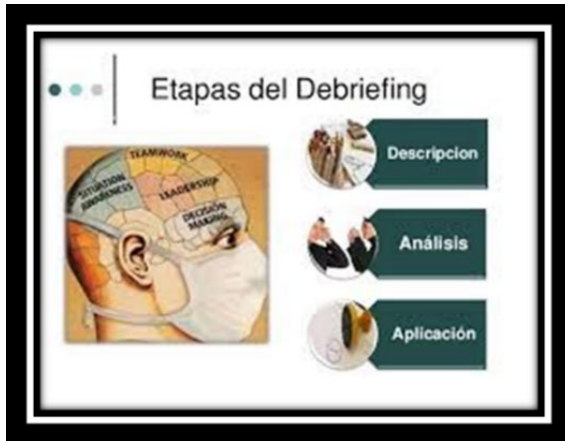 Etapas del Debriefing
TEAMWORK
SITUATION
AWARENESS
LEADERSHIP
DECISION
MAKING
Descripcion
Análisis
Aplicación